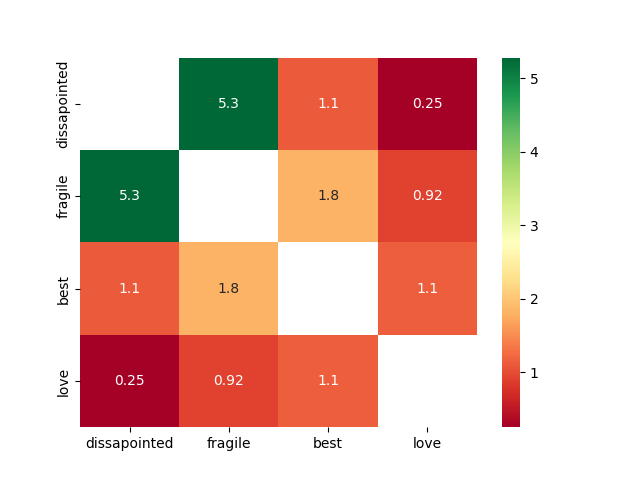 dissapointed 5.3 1.1 0.25
fragile 5.3 1.8 0.92
best 1.1 1.8 1.1
love 0.25 0.92 1.1
dissapointed fragile best love
5
4
3
2
1